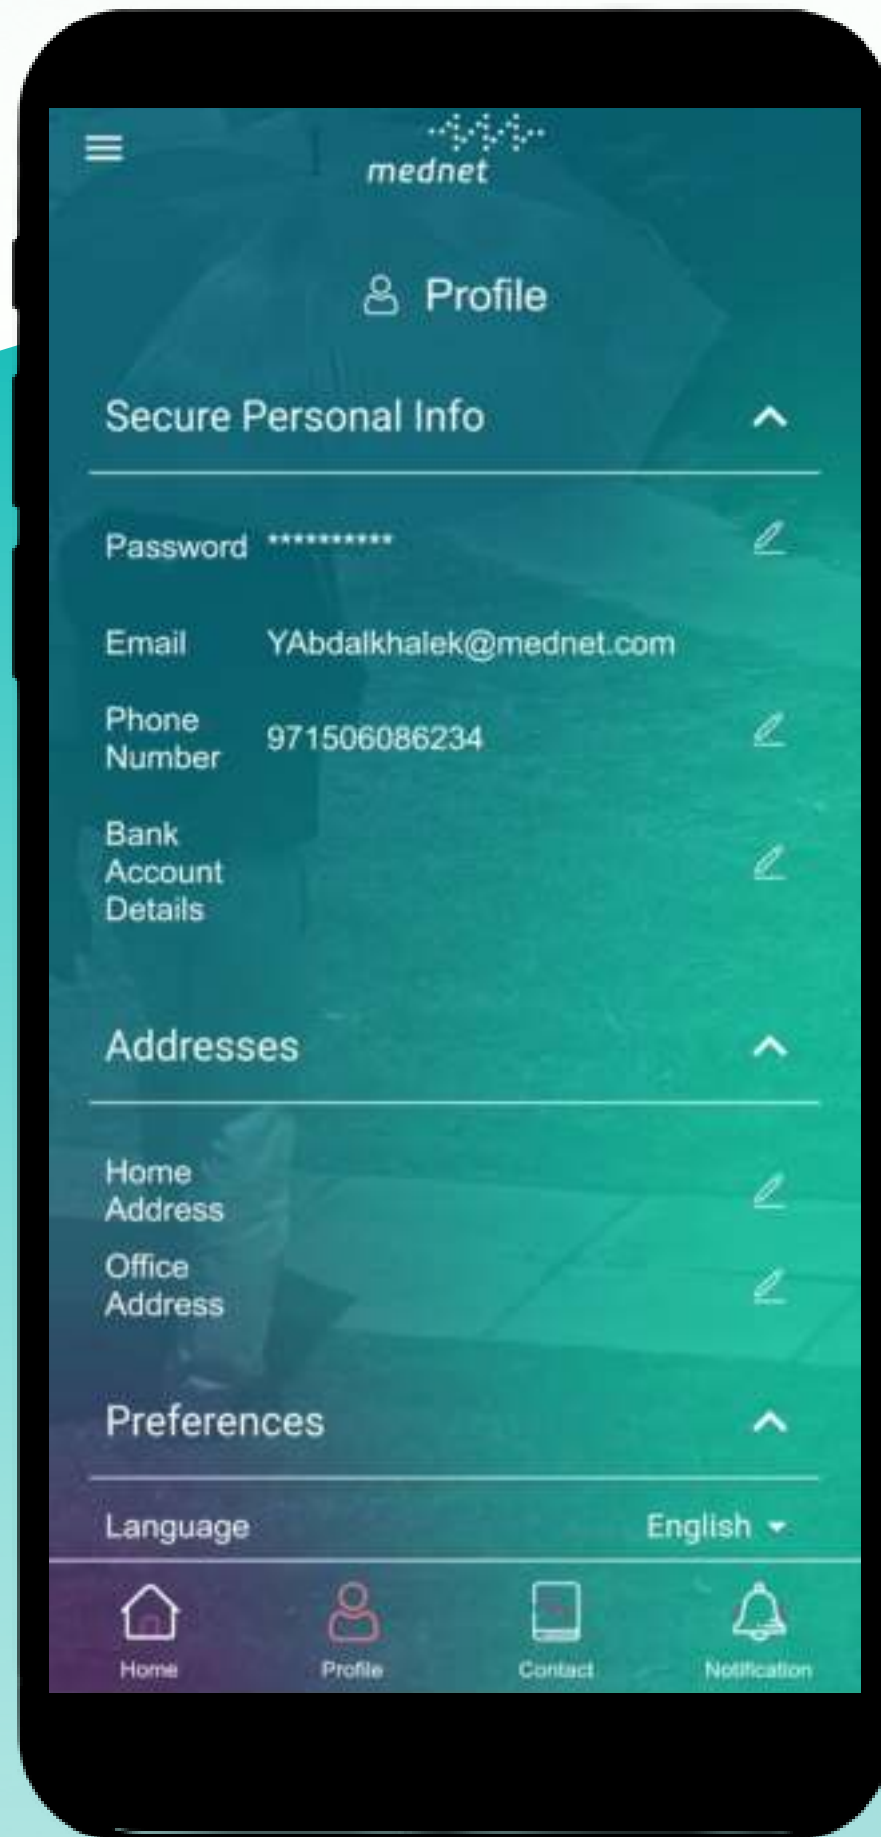 mednet
Profile
Secure Personal Info
Password **********
Email YAbdalkhalek@mednet.com
Phone
Number 971506086234
Bank
Account
Details
Addresses
Home
Address
Office
Address
Preferences
Language English
Home Profile Contact Notification